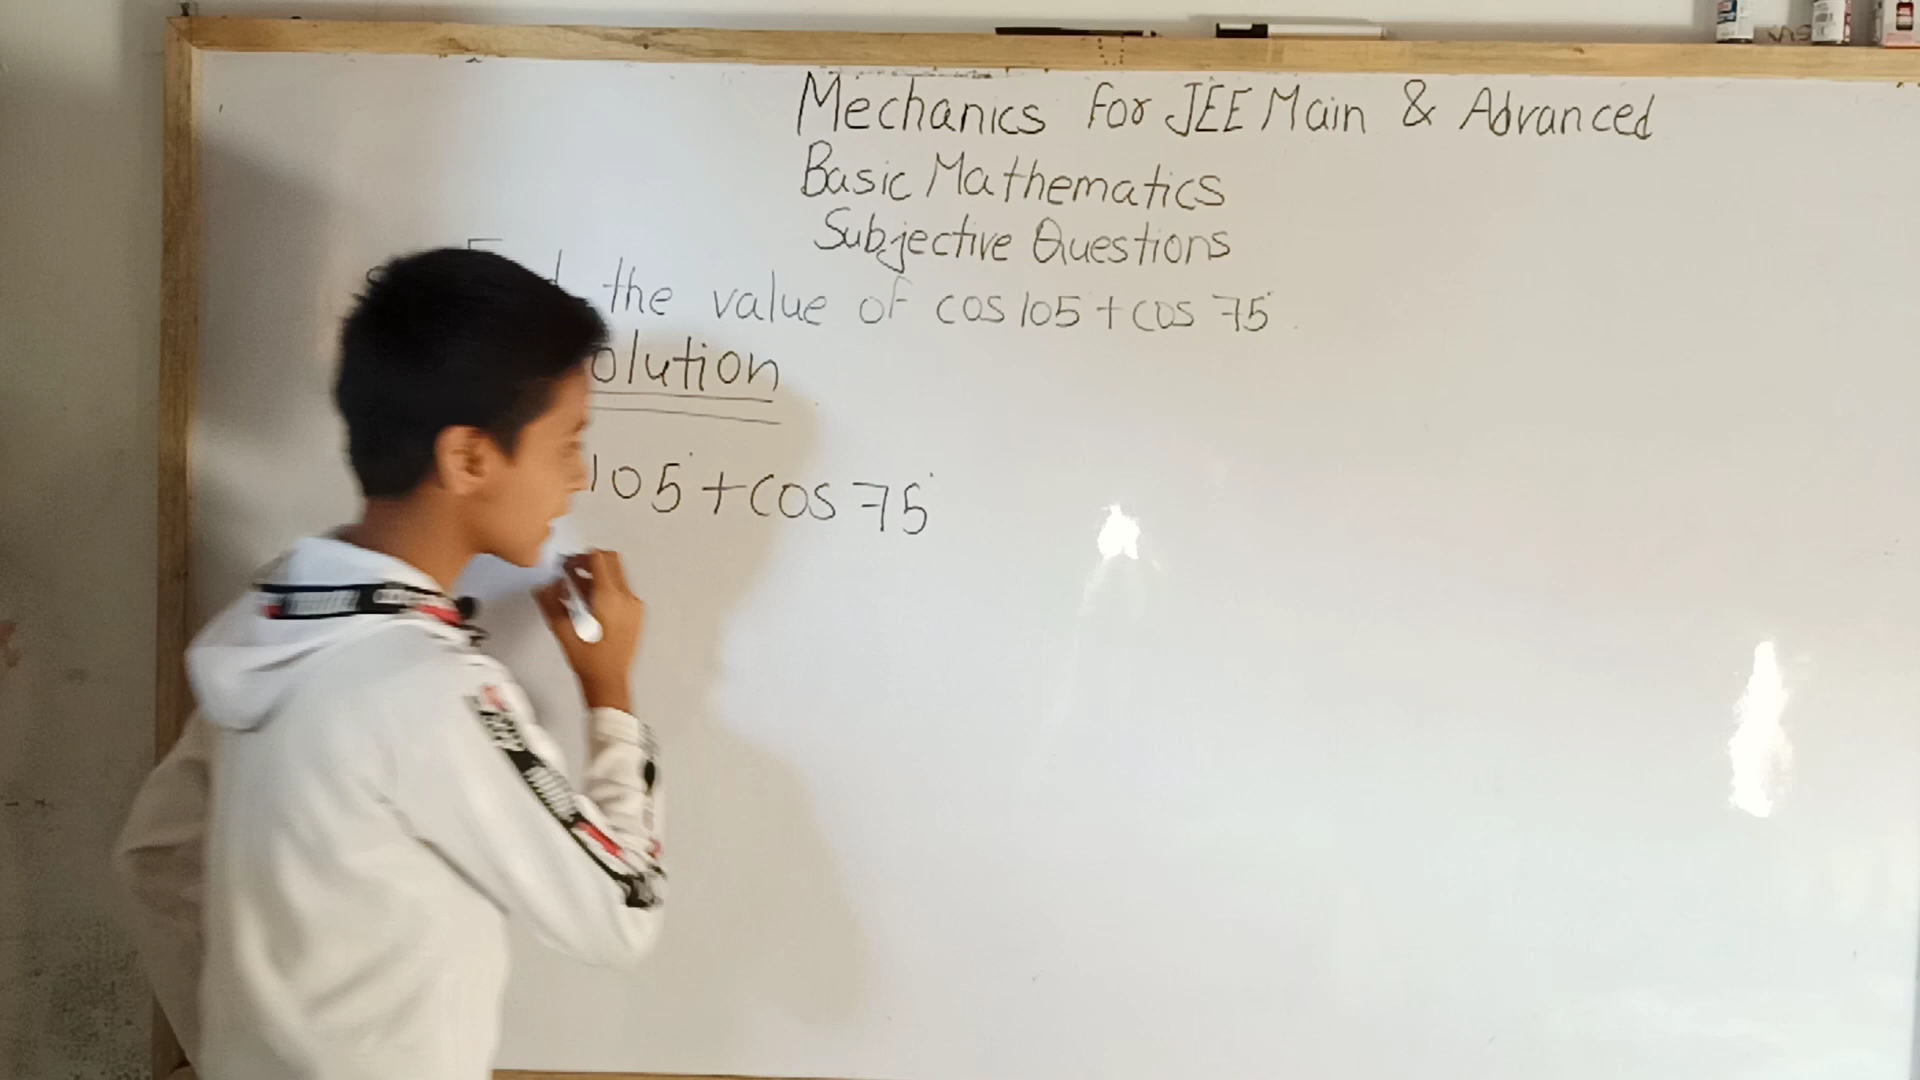 Mechanics For JEE Main & Advanced
Basic Mathematics
Subjective Questions
the value of cos 105 + cos 75°
olution
105° + cos 75°